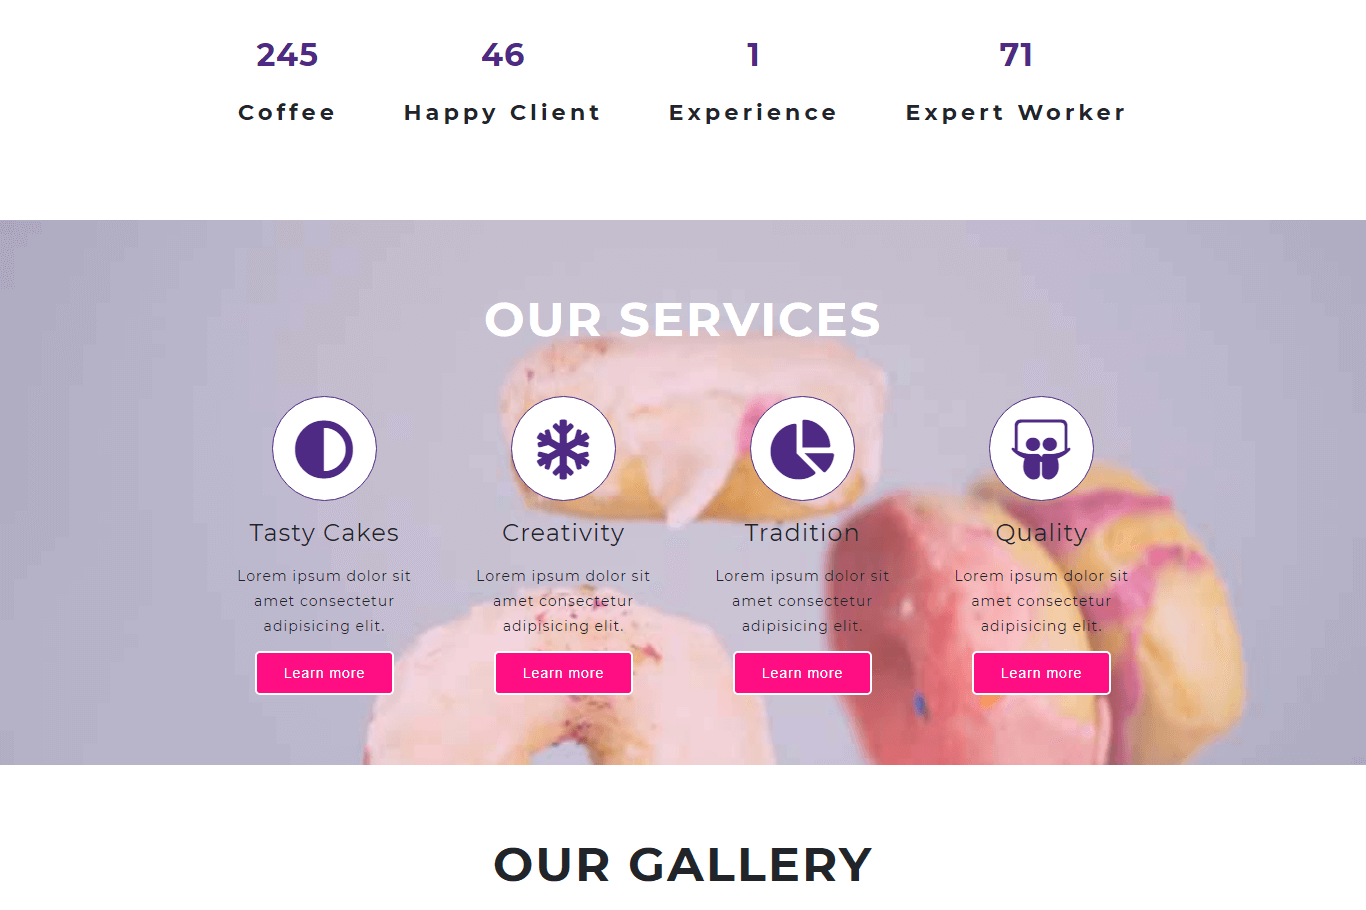 245 46 1 71
Coffee Happy Client Experience Expert Worker
OUR SERVICES
Tasty Cakes
Lorem ipsum dolor sit
amet consectetur
adipisicing elit.
Learn more
Creativity
Lorem ipsum dolor sit
amet consectetur
adipisicing elit.
Learn more
Tradition
Lorem ipsum dolor sit
amet consectetur
adipisicing elit.
Learn more
Quality
Lorem ipsum dolor sit
amet consectetur
adipisicing elit.
Learn more
OUR GALLERY